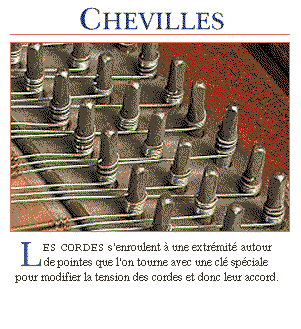 CHEVILLES
LES CORDES s'enroulent à une extrémité autour
de pointes que l'on tourne avec une clé spéciale
pour modifier la tension des cordes et donc leur accord.